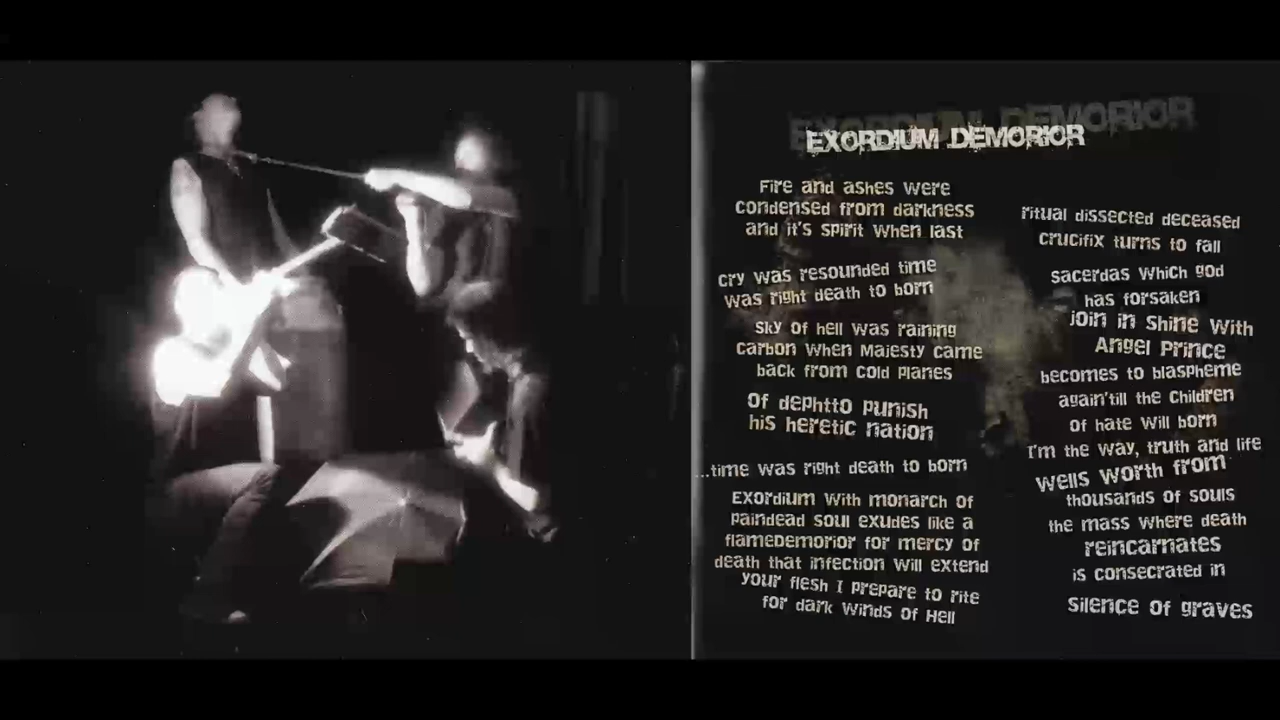 EXORDIUM DEMORIOR
EXORDIUM DEMORIOR
Fire and ashes were
condensed from darkness
and it's spirit when last
cry was resounded time
was right death to born
sky of hell was raining
carbon when Majesty came
back from cold planes
of dephtto punish
his heretic nation
...time was right death to born
Exordium with monarch of
paindead soul exudes like a
flameDemorior for mercy of
death that infection will extend
your flesh I prepare to rite
for dark winds of Hell
ritual dissected deceased
crucifix turns to fall
sacerdas which god
has forsaken
join in shine with
Angel Prince
becomes to blaspheme
again'till the Children
of hate will born
I'm the way, truth and life
wells worth from
thousands of souls
the mass where death
reincarnates
is consecrated in
silence of graves